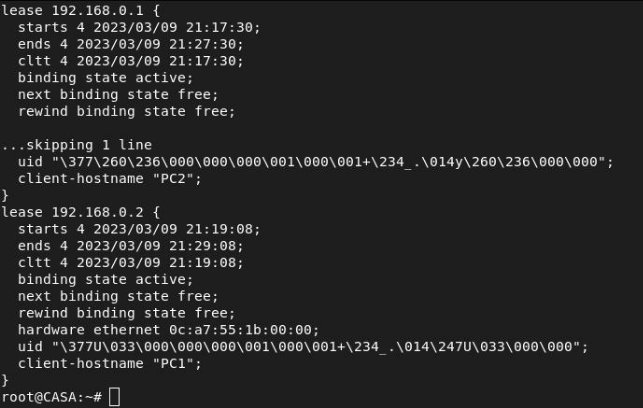 lease 192.168.0.1 {
  starts 4 2023/03/09 21:17:30;
  ends 4 2023/03/09 21:27:30;
  cltt 4 2023/03/09 21:17:30;
  binding state active;
  next binding state free;
  rewind binding state free;

...skipping 1 line
  uid "\377\260\236\000\000\000\001\000\001+\234_.\014y\260\236\000\000";
  client-hostname "PC2";
}
lease 192.168.0.2 {
  starts 4 2023/03/09 21:19:08;
  ends 4 2023/03/09 21:29:08;
  cltt 4 2023/03/09 21:19:08;
  binding state active;
  next binding state free;
  rewind binding state free;
  hardware ethernet 0c:a7:55:1b:00:00;
  uid "\377U\033\000\000\000\001\000\001+\234_.\014\247U\033\000\000";
  client-hostname "PC1";
}
root@CASA:~#